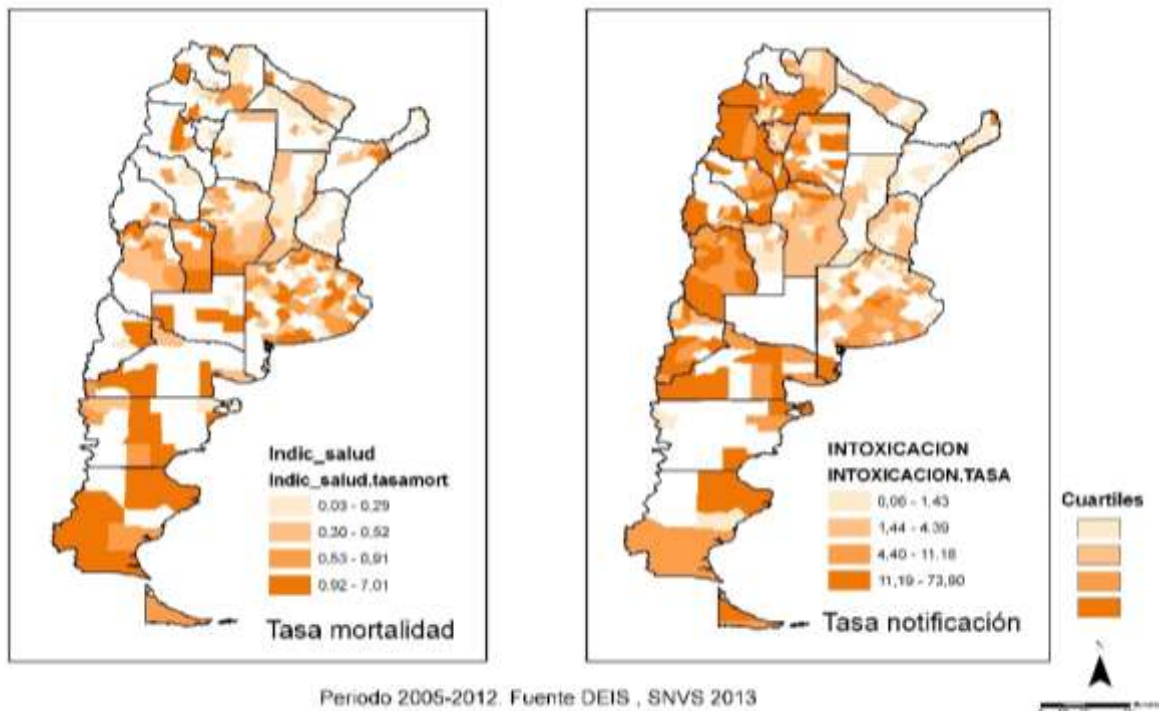 Indic_salud
Indic_salud.tasamort
0.03 - 0.29
0.30 - 0.52
0.53 - 0.91
0.92 - 7.01
Tasa mortalidad
INTOXICACION
INTOXICACION.TASA
0,06 - 1.43
1,44 - 4.39
4.40 - 11.18
11,19 - 73,90
Tasa notificación
Cuartiles
N
Periodo 2005-2012. Fuente DEIS , SNVS 2013